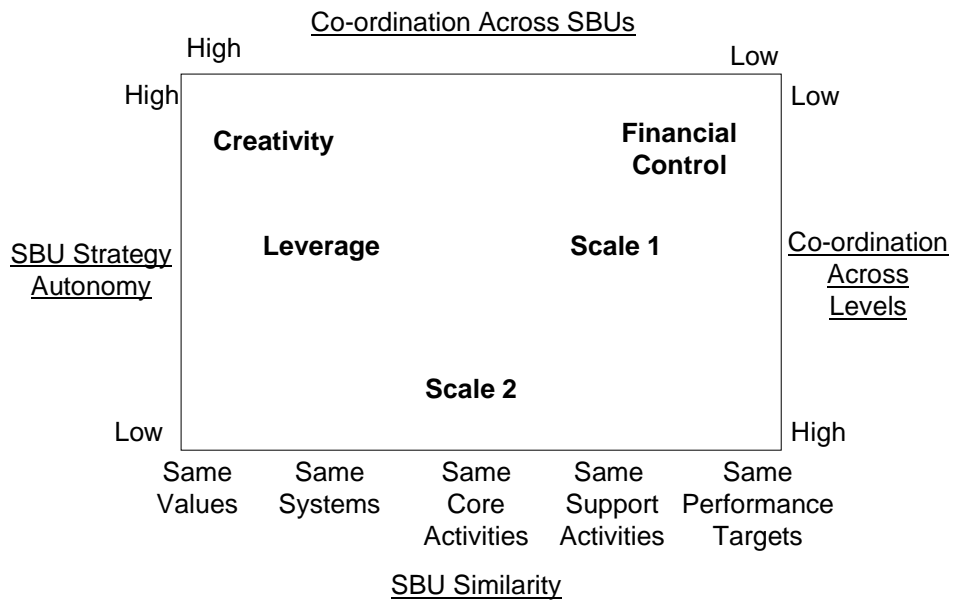 Co-ordination Across SBUs
High
Low
High
Low
Creativity
Financial
Control
SBU Strategy
Autonomy
Leverage
Scale 1
Co-ordination
Across
Levels
Scale 2
Low
High
Same
Values
Same
Systems
Same
Core
Activities
Same
Support
Activities
Same
Performance
Targets
SBU Similarity